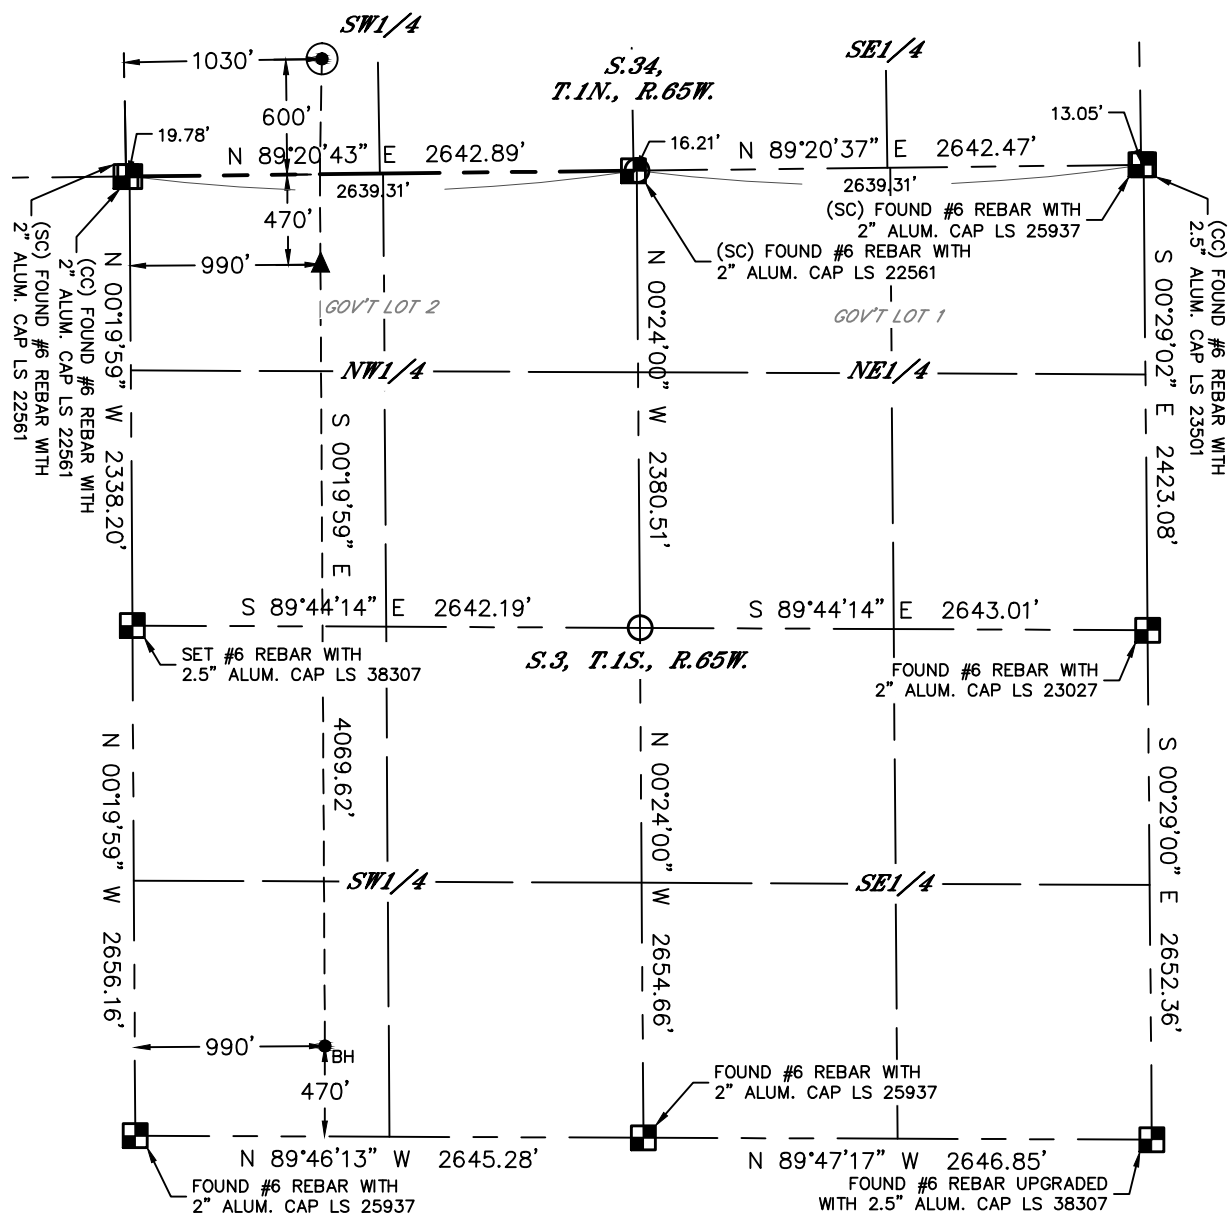 SW1/4
1030'
SE1/4
S.34,
T.1N., R.65W.
600'
19.78'
16.21'
13.05'
N 89°20'43" E 2642.89'
N 89°20'37" E 2642.47'
2639.31'
2639.31'
470'
990'
(SC) FOUND #6 REBAR WITH
2" ALUM. CAP LS 25937
(SC) FOUND #6 REBAR WITH
2" ALUM. CAP LS 22561
(SC) FOUND #6 REBAR WITH
2" ALUM. CAP LS 22561
(CC) FOUND #6 REBAR WITH
2" ALUM. CAP LS 22561
(CC) FOUND #6 REBAR WITH
2.5" ALUM. CAP LS 23501
GOV'T LOT 2
GOV'T LOT 1
N 00°19'59" W 2338.20'
N 00°24'00" W 2380.51'
S 00°29'02" E 2423.08'
NW1/4
NE1/4
S 00°19'59" E 4069.62'
S 89°44'14" E 2642.19'
S 89°44'14" E 2643.01'
SET #6 REBAR WITH
2.5" ALUM. CAP LS 38307
S.3, T.1S., R.65W.
FOUND #6 REBAR WITH
2" ALUM. CAP LS 23027
N 00°19'59" W 2656.16'
N 00°24'00" W 2654.66'
S 00°29'00" E 2652.36'
SW1/4
SE1/4
990'
BH
470'
FOUND #6 REBAR WITH
2" ALUM. CAP LS 25937
N 89°46'13" W 2645.28'
N 89°47'17" W 2646.85'
FOUND #6 REBAR WITH
2" ALUM. CAP LS 25937
FOUND #6 REBAR UPGRADED
WITH 2.5" ALUM. CAP LS 38307